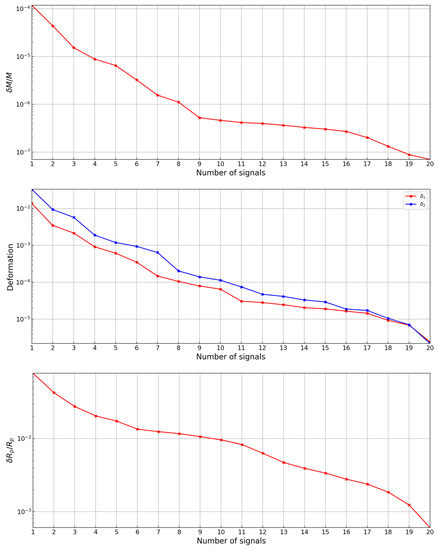 10⁻⁴
10⁻⁵
10⁻⁶
10⁻⁷
δM/M
1 2 3 4 5 6 7 8 9 10 11 12 13 14 15 16 17 18 19 20
Number of signals
δ₁
δ₂
10⁻²
10⁻³
10⁻⁴
10⁻⁵
Deformation
1 2 3 4 5 6 7 8 9 10 11 12 13 14 15 16 17 18 19 20
Number of signals
10⁻²
10⁻³
δRₚ/Rₚ
1 2 3 4 5 6 7 8 9 10 11 12 13 14 15 16 17 18 19 20
Number of signals